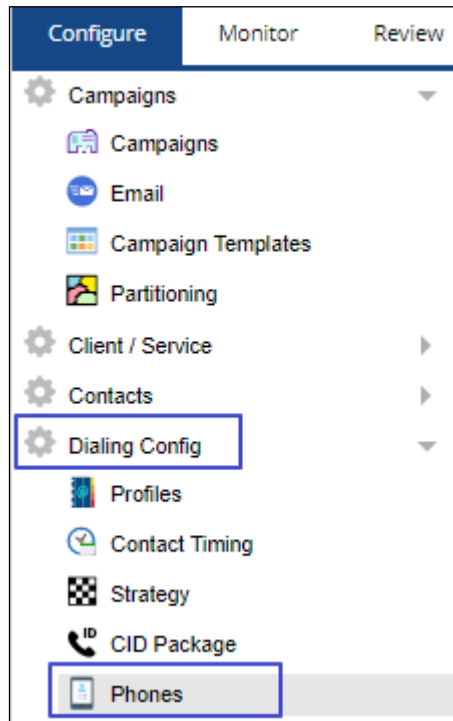 Configure Monitor Review
Campaigns
Campaigns
Email
Campaign Templates
Partitioning
Client / Service
Contacts
Dialing Config
Profiles
Contact Timing
Strategy
ID
CID Package
Phones